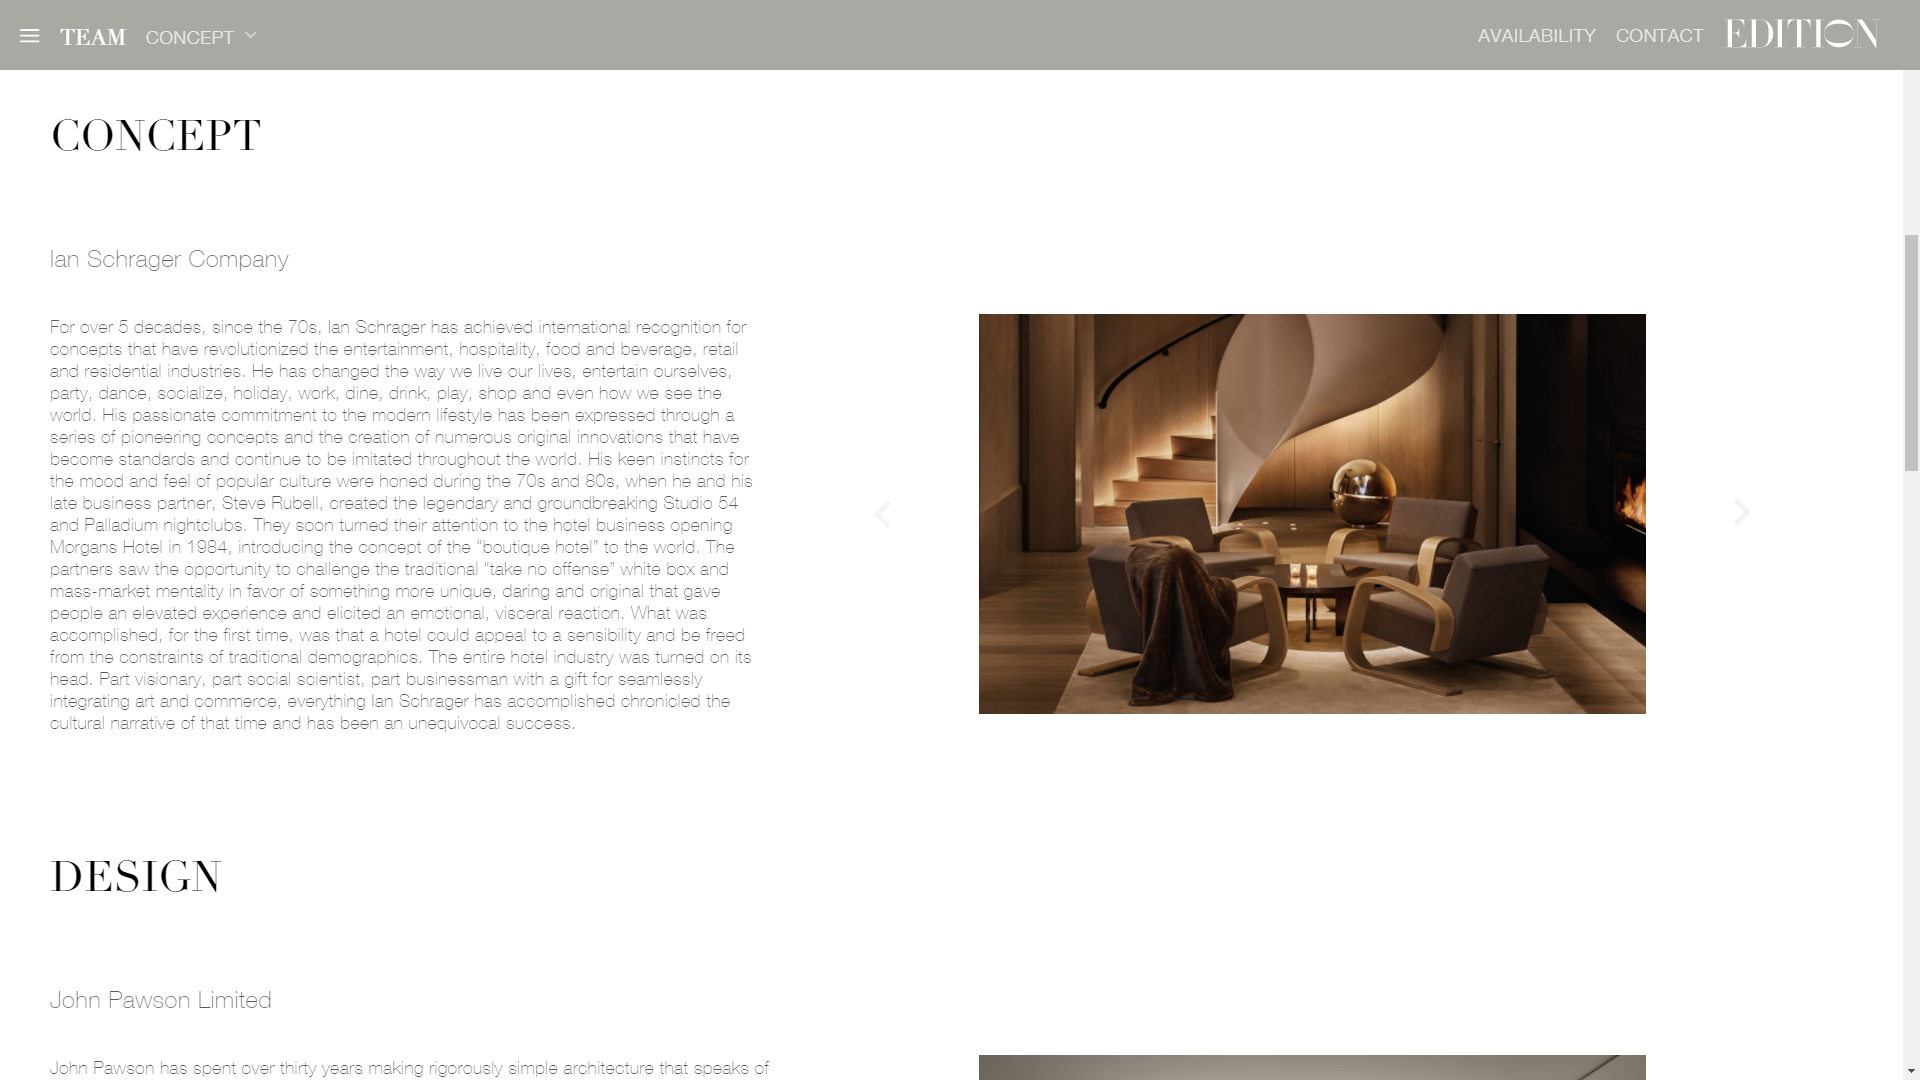 TEAM CONCEPT AVAILABILITY CONTACT EDITION
CONCEPT
Ian Schrager Company
For over 5 decades, since the 70s, Ian Schrager has achieved international recognition for
concepts that have revolutionized the entertainment, hospitality, food and beverage, retail
and residential industries. He has changed the way we live our lives, entertain ourselves,
party, dance, socialize, holiday, work, dine, drink, play, shop and even how we see the
world. His passionate commitment to the modern lifestyle has been expressed through a
series of pioneering concepts and the creation of numerous original innovations that have
become standards and continue to be imitated throughout the world. His keen instincts for
the mood and feel of popular culture were honed during the 70s and 80s, when he and his
late business partner, Steve Rubell, created the legendary and groundbreaking Studio 54
and Palladium nightclubs. They soon turned their attention to the hotel business opening
Morgans Hotel in 1984, introducing the concept of the “boutique hotel” to the world. The
partners saw the opportunity to challenge the traditional “take no offense” white box and
mass-market mentality in favor of something more unique, daring and original that gave
people an elevated experience and elicited an emotional, visceral reaction. What was
accomplished, for the first time, was that a hotel could appeal to a sensibility and be freed
from the constraints of traditional demographics. The entire hotel industry was turned on its
head. Part visionary, part social scientist, part businessman with a gift for seamlessly
integrating art and commerce, everything Ian Schrager has accomplished chronicled the
cultural narrative of that time and has been an unequivocal success.
DESIGN
John Pawson Limited
John Pawson has spent over thirty years making rigorously simple architecture that speaks of